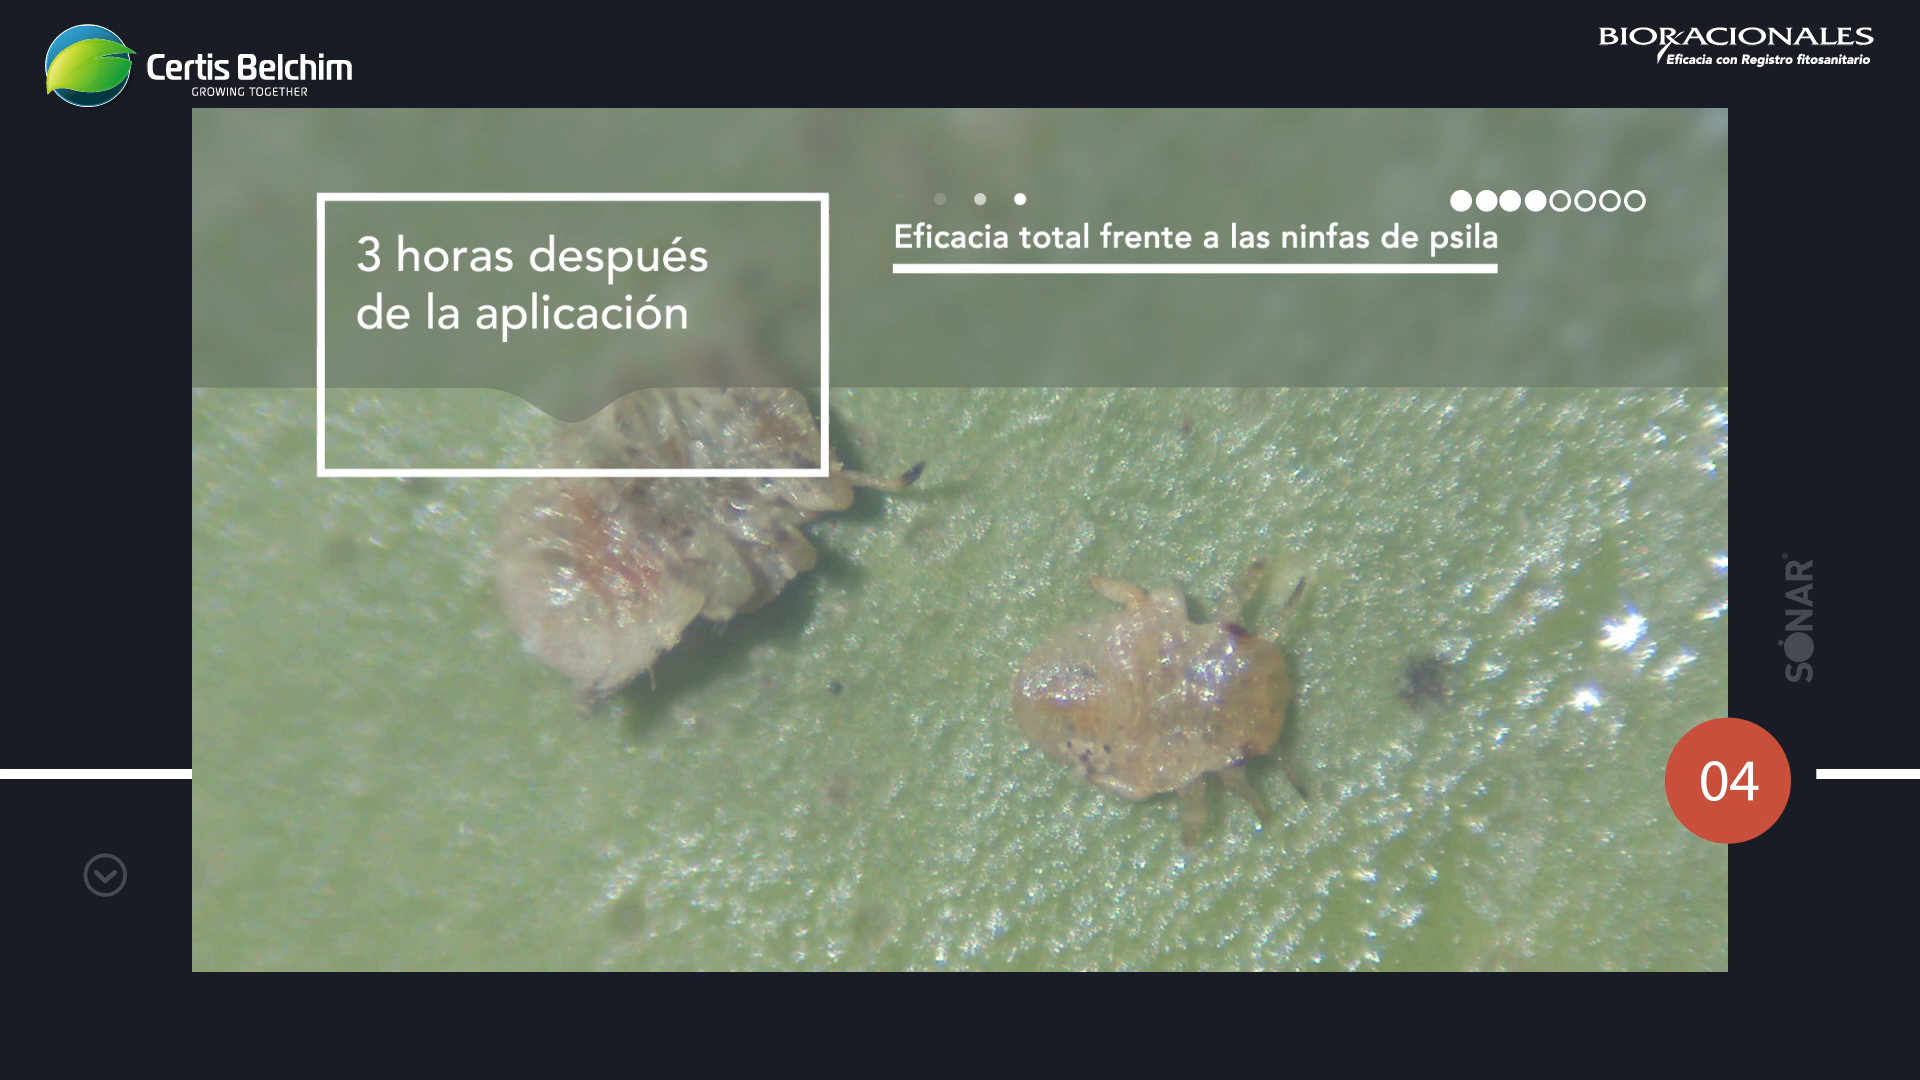 Certis Belchim
GROWING TOGETHER
BIORACIONALES
Eficacia con Registro fitosanitario
3 horas después
de la aplicación
Eficacia total frente a las ninfas de psila
SONAR®
04